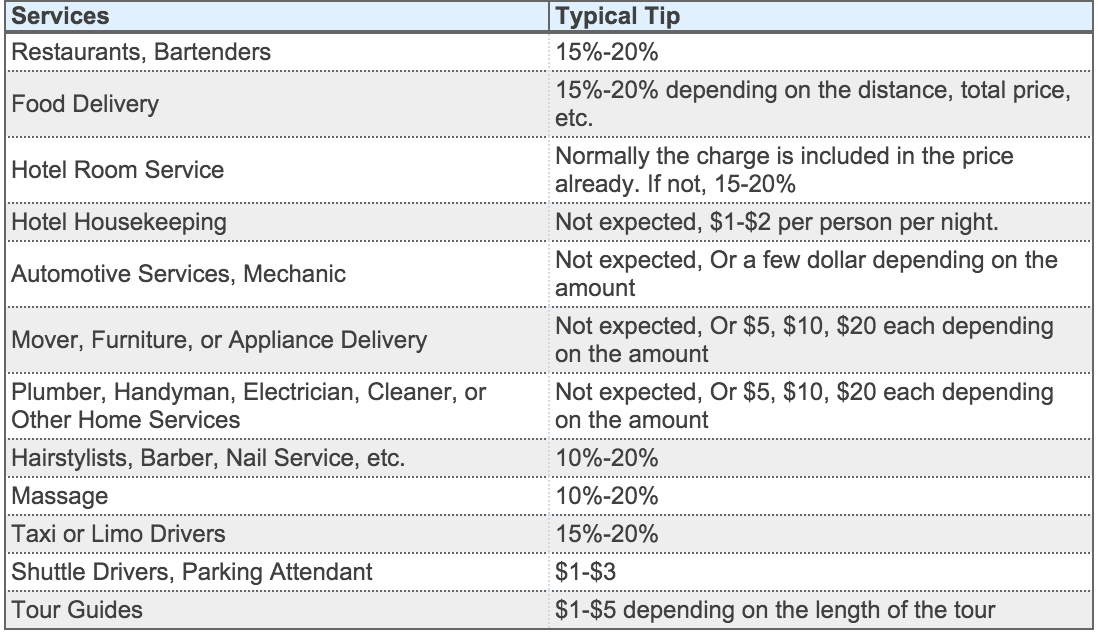 Services
Typical Tip
Restaurants, Bartenders
15%-20%
Food Delivery
15%-20% depending on the distance, total price,
etc.
Hotel Room Service
Normally the charge is included in the price
already. If not, 15-20%
Hotel Housekeeping
Not expected, $1-$2 per person per night.
Automotive Services, Mechanic
Not expected, Or a few dollar depending on the
amount
Mover, Furniture, or Appliance Delivery
Not expected, Or $5, $10, $20 each depending
on the amount
Plumber, Handyman, Electrician, Cleaner, or
Other Home Services
Not expected, Or $5, $10, $20 each depending
on the amount
Hairstylists, Barber, Nail Service, etc.
10%-20%
Massage
10%-20%
Taxi or Limo Drivers
15%-20%
Shuttle Drivers, Parking Attendant
$1-$3
Tour Guides
$1-$5 depending on the length of the tour